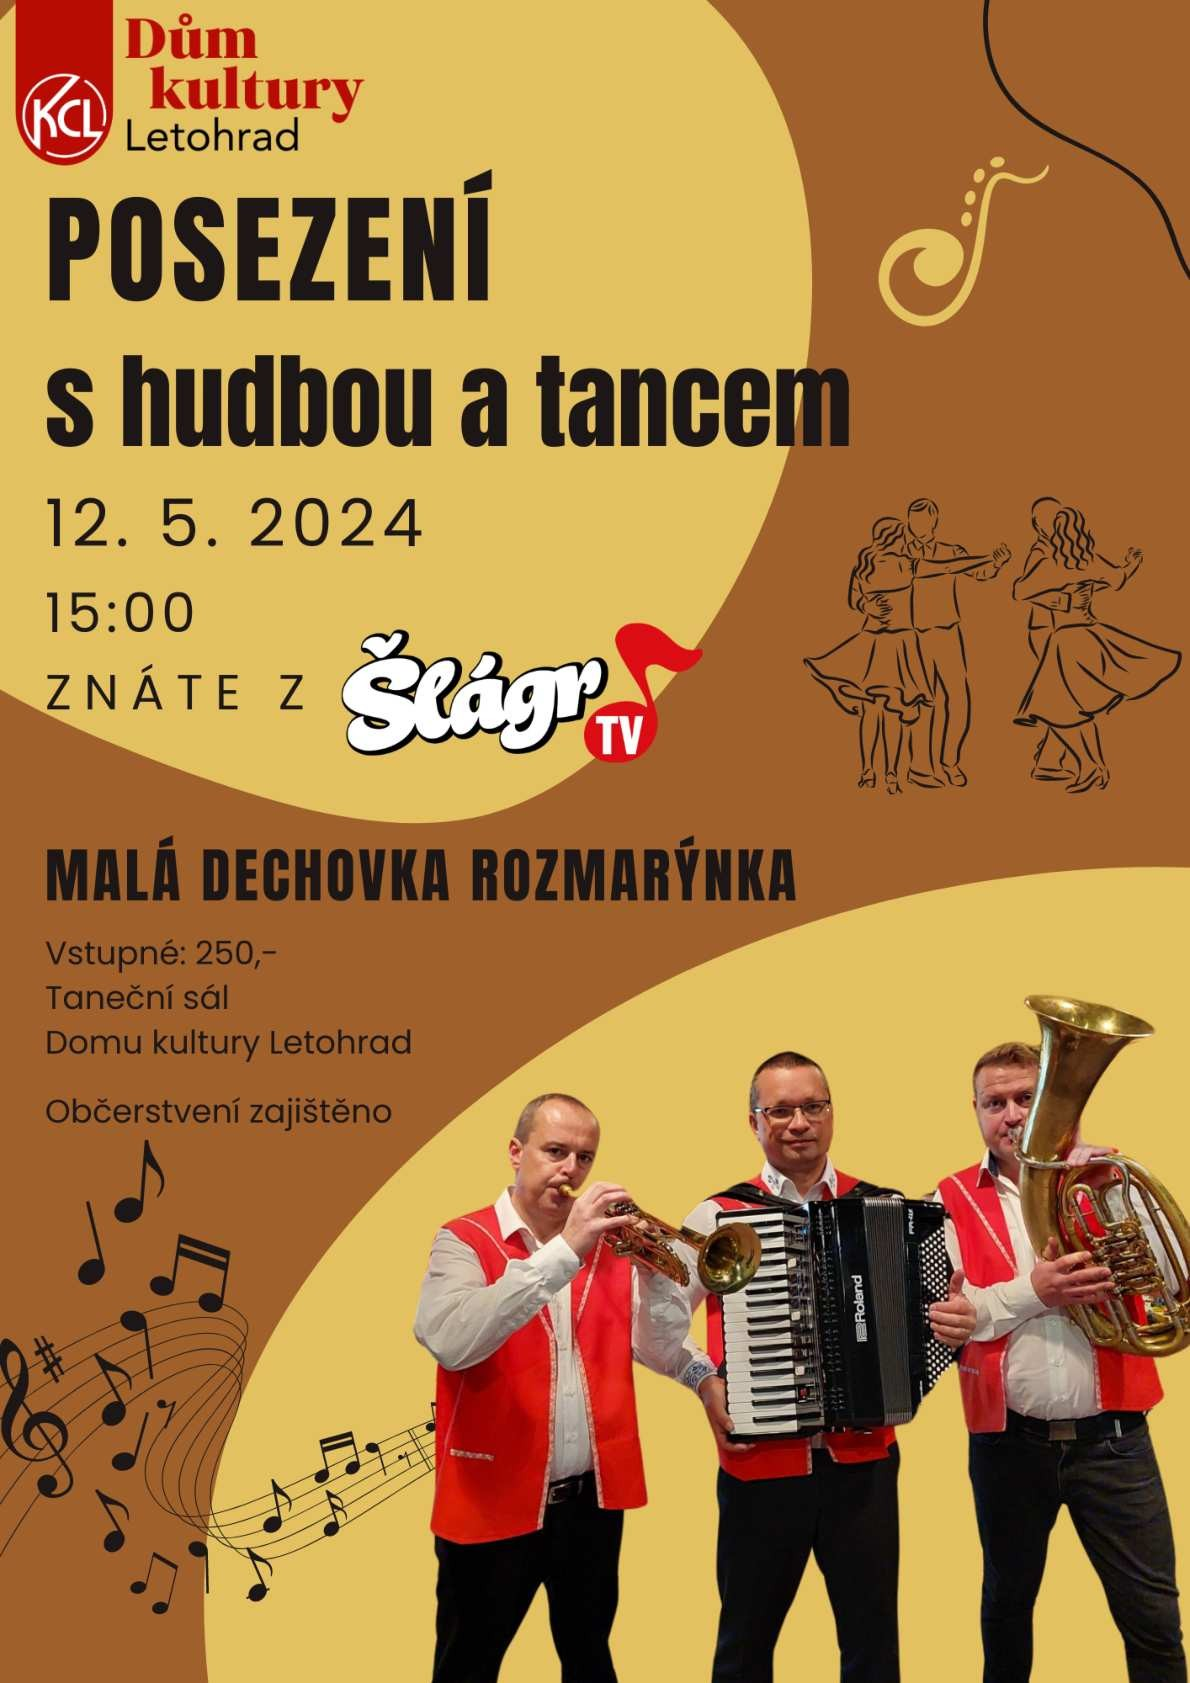 KCL
Dům
kultury
Letohrad
POSEZENÍ
s hudbou a tancem
12. 5. 2024
15:00
ZNÁTE Z Šlágr TV
MALÁ DECHOVKA ROZMARÝNKA
Vstupné: 250,-
Taneční sál
Domu kultury Letohrad
Občerstvení zajištěno
Roland